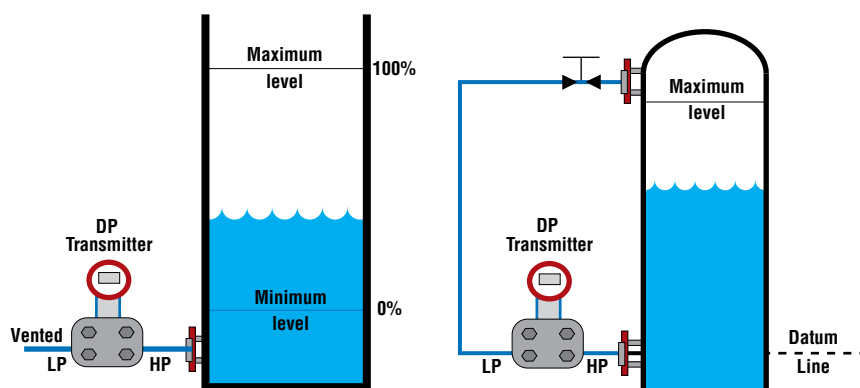 Maximum
level
100%
DP
Transmitter
Minimum
level
0%
Vented
LP
HP
Maximum
level
DP
Transmitter
LP
HP
Datum
Line